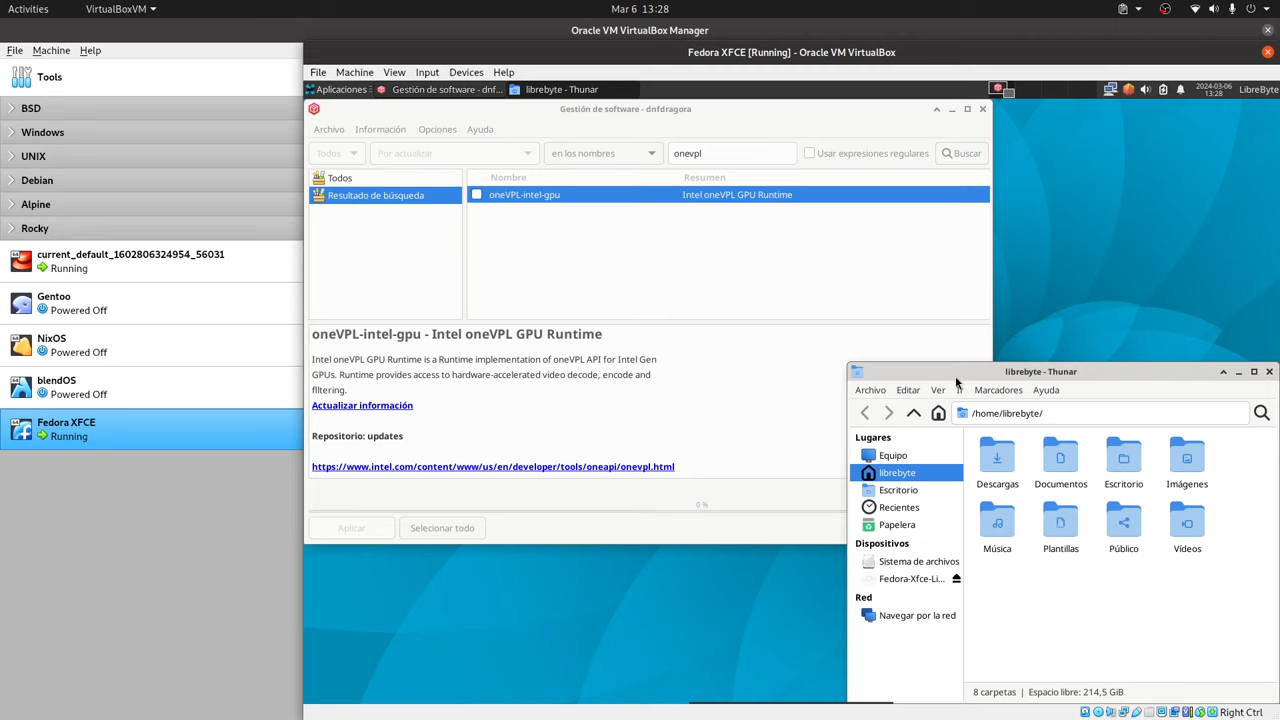 Activities
VirtualBoxVM
Mar 6 13:28
Oracle VM VirtualBox Manager
File Machine Help
Tools
BSD
Windows
UNIX
Debian
Alpine
Rocky
current_default_1602806324954_56031
Running
Gentoo
Powered Off
NixOS
Powered Off
blendOS
Powered Off
Fedora XFCE
Running
Fedora XFCE [Running] - Oracle VM VirtualBox
File Machine View Input Devices Help
Aplicaciones
Gestión de software - dnf...
librebyte - Thunar
2024-03-06
13:28
LibreByte
Gestión de software - dnfdragora
Archivo Información Opciones Ayuda
Todos
Por actualizar
en los nombres
onevpl
Usar expresiones regulares
Buscar
Todos
Resultado de búsqueda
Nombre Resumen
oneVPL-intel-gpu Intel oneVPL GPU Runtime
oneVPL-intel-gpu - Intel oneVPL GPU Runtime
Intel oneVPL GPU Runtime is a Runtime implementation of oneVPL API for Intel Gen
GPUs. Runtime provides access to hardware-accelerated video decode, encode and
filtering.
Actualizar información
Repositorio: updates
https://www.intel.com/content/www/us/en/developer/tools/oneapi/onevpl.html
0 %
Aplicar
Selecionar todo
librebyte - Thunar
Archivo Editar Ver Ir Marcadores Ayuda
/home/librebyte/
Lugares
Equipo
librebyte
Escritorio
Recientes
Papelera
Dispositivos
Sistema de archivos
Fedora-Xfce-Li...
Red
Navegar por la red
Descargas Documentos Escritorio Imágenes
Música Plantillas Público Vídeos
8 carpetas | Espacio libre: 214,5 GiB
Right Ctrl